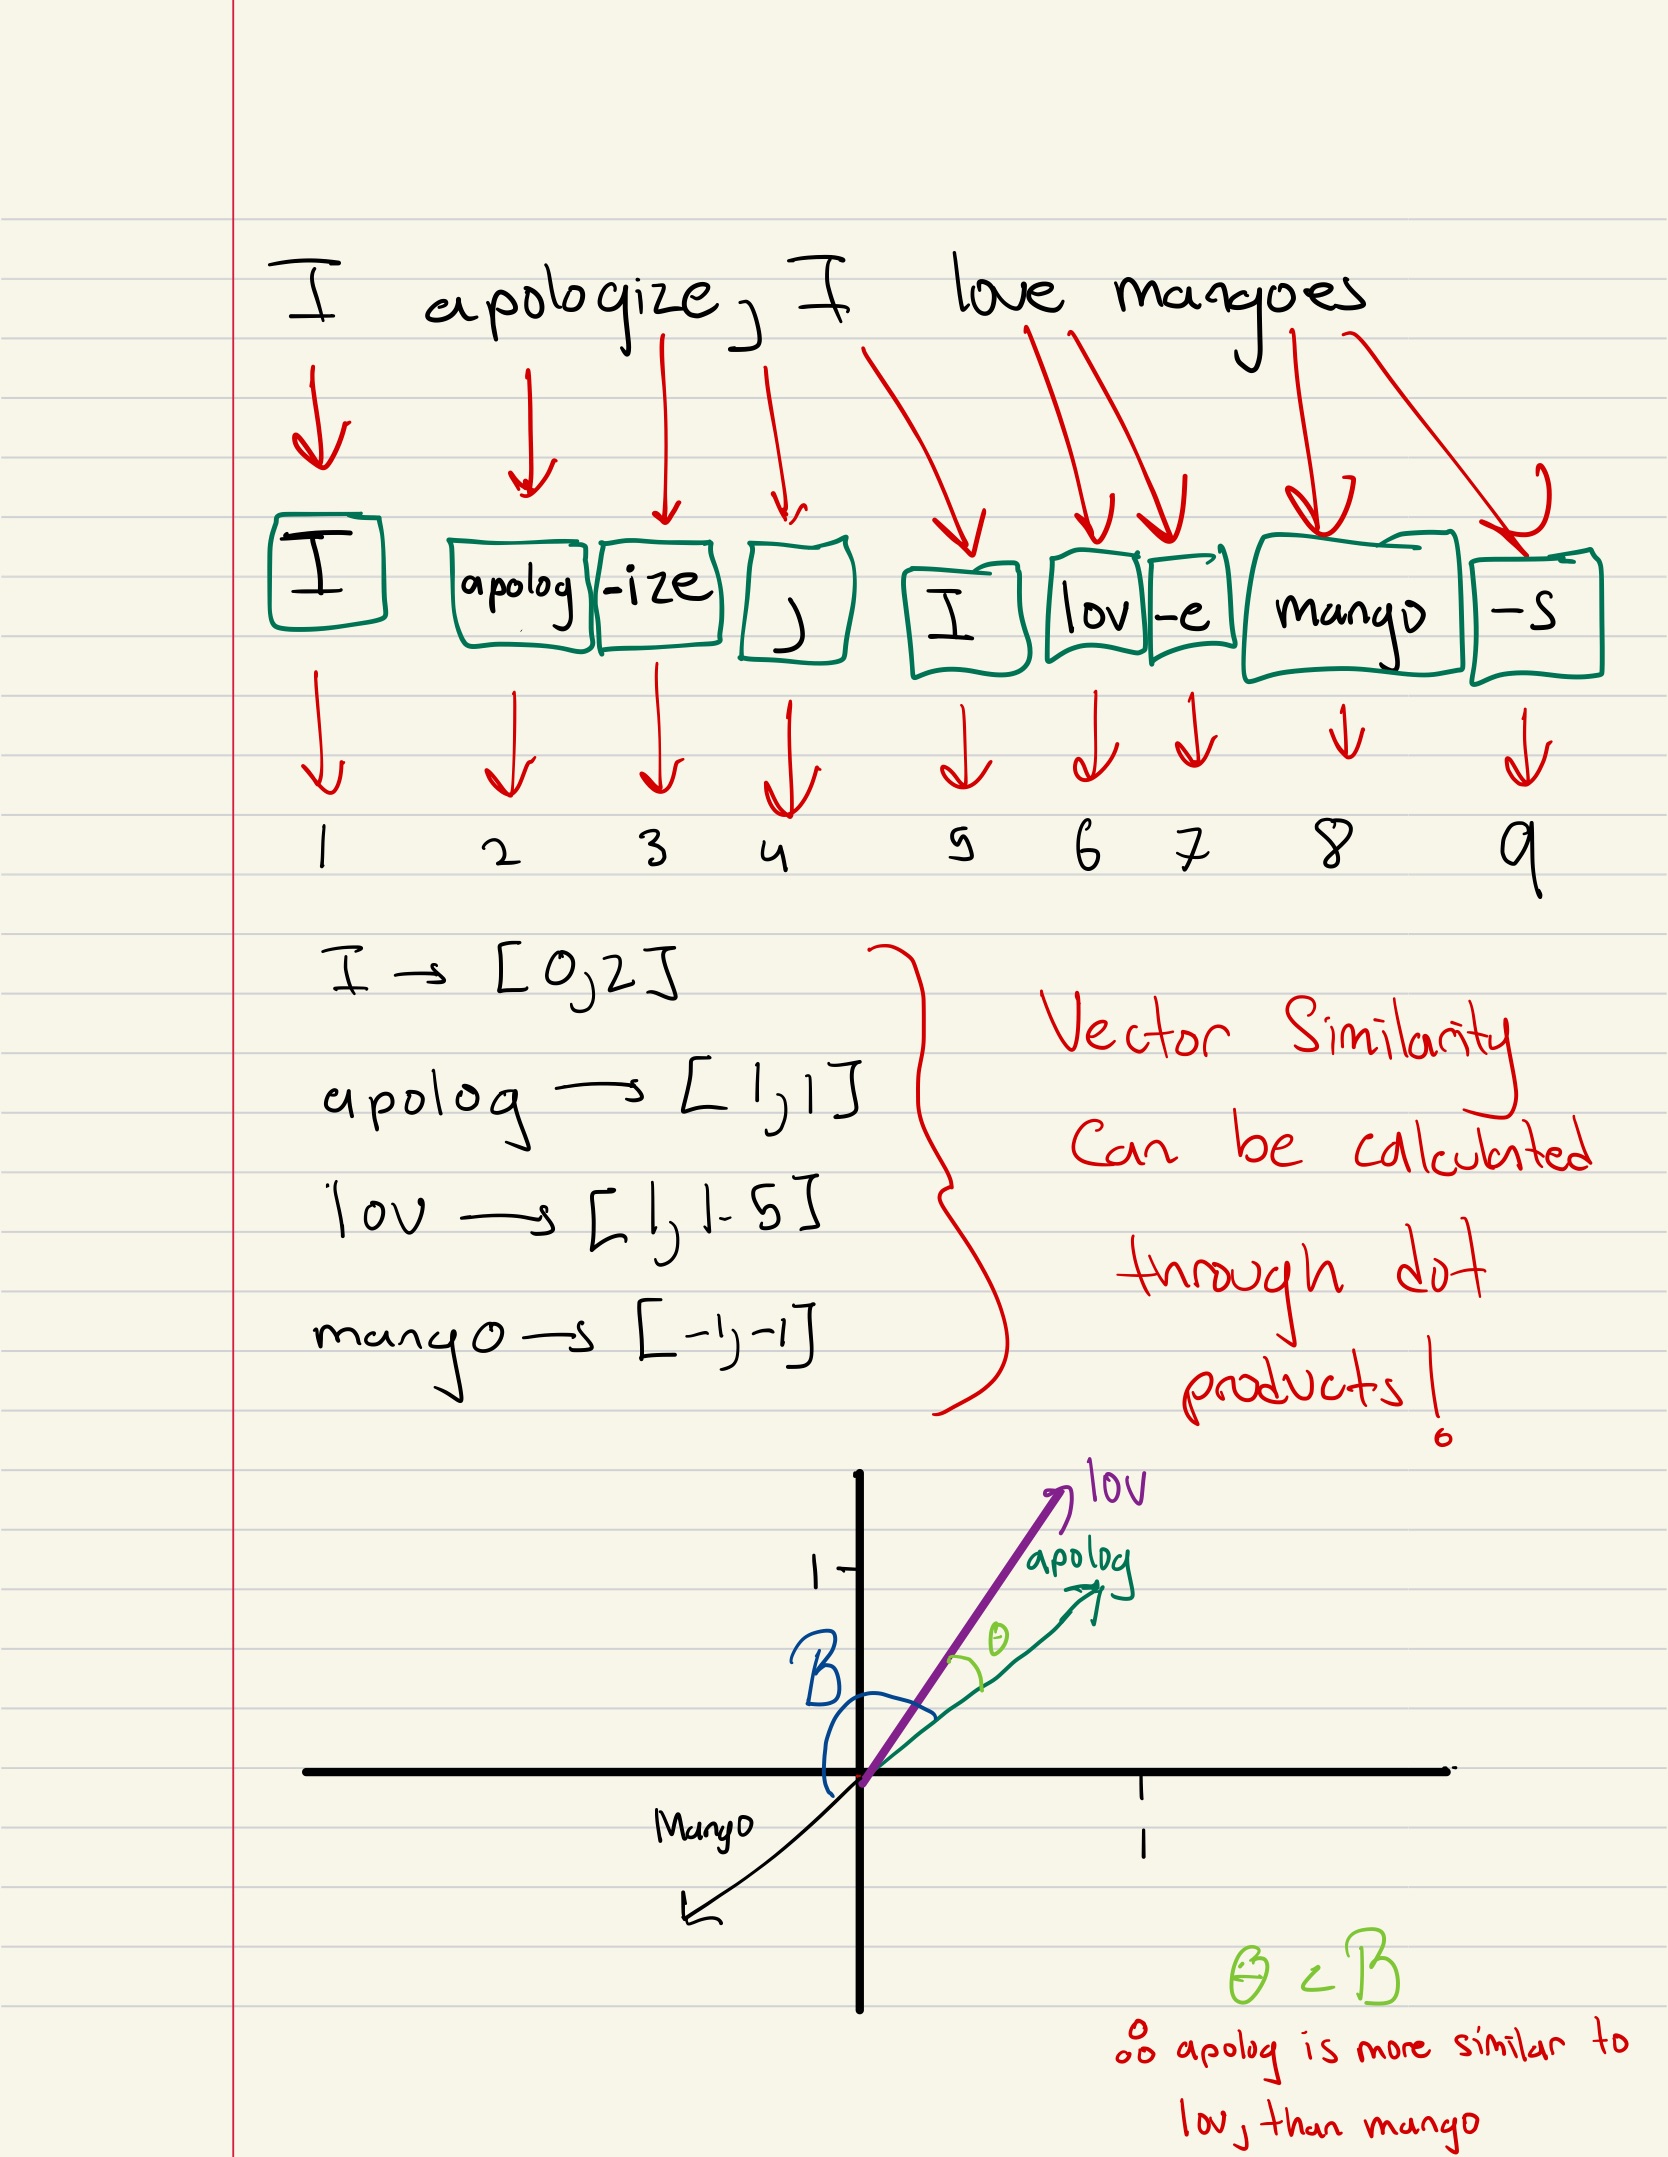 I apologize, I love mangoes
I apolog -ize , I lov -e mango -s
1 2 3 4 5 6 7 8 9
I → [0,2]
apolog → [1,1]
lov → [1,1.5]
mango → [-1,-1]
Vector Similarity
Can be calculated
through dot
products!
lov
apolog
1
θ
B
Mango
1
θ < B
∴ apolog is more similar to
lov, than mango